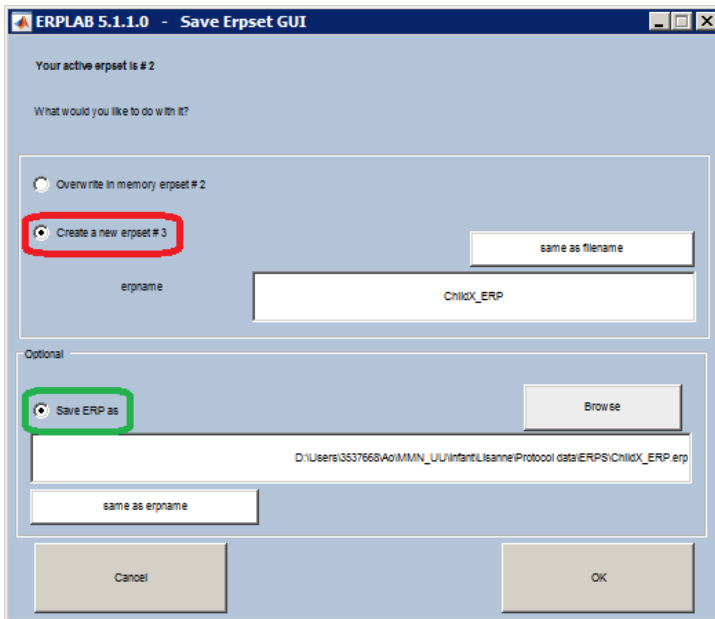 ERPLAB 5.1.1.0 - Save Erpset GUI
Your active erpset is # 2
What would you like to do with it?
Overwrite in memory erpset # 2
Create a new erpset # 3
same as filename
erpname
ChildX_ERP
Optional
Save ERP as
Browse
D:\Users\3537668\Ao\MMN_UU\Infant\Lisanne\Protocol data\ERPS\ChildX_ERP.erp
same as erpname
Cancel
OK